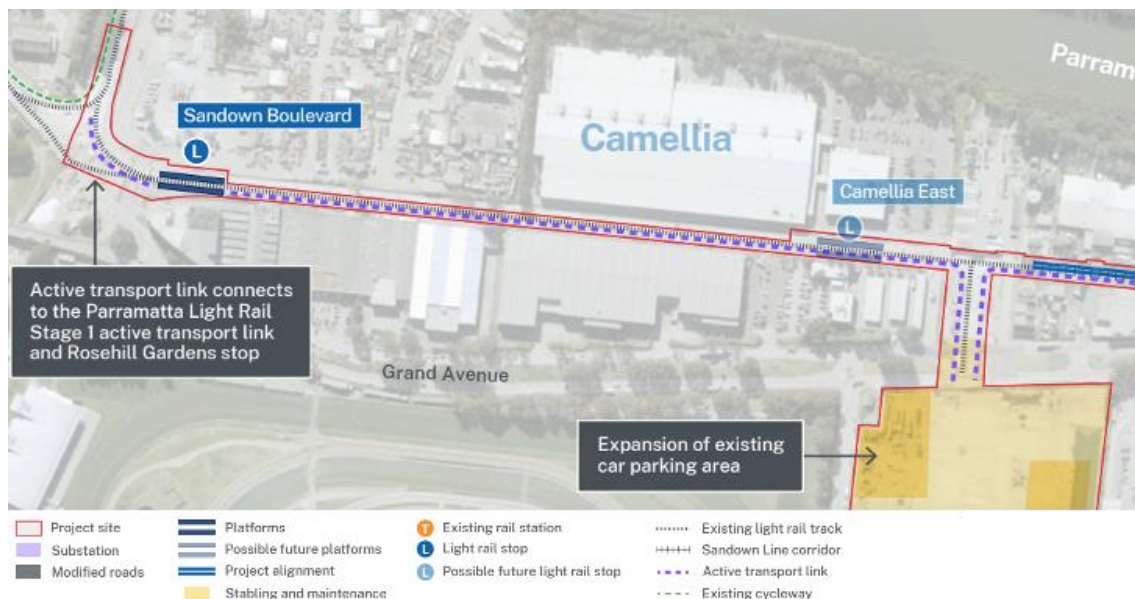 Parram
Sandown Boulevard
L
Camellia
Camellia East
L
Active transport link connects
to the Parramatta Light Rail
Stage 1 active transport link
and Rosehill Gardens stop
Grand Avenue
Expansion of existing
car parking area
Project site
Substation
Modified roads
Platforms
Possible future platforms
Project alignment
Stabling and maintenance
T Existing rail station
L Light rail stop
L Possible future light rail stop
Existing light rail track
Sandown Line corridor
Active transport link
Existing cycleway